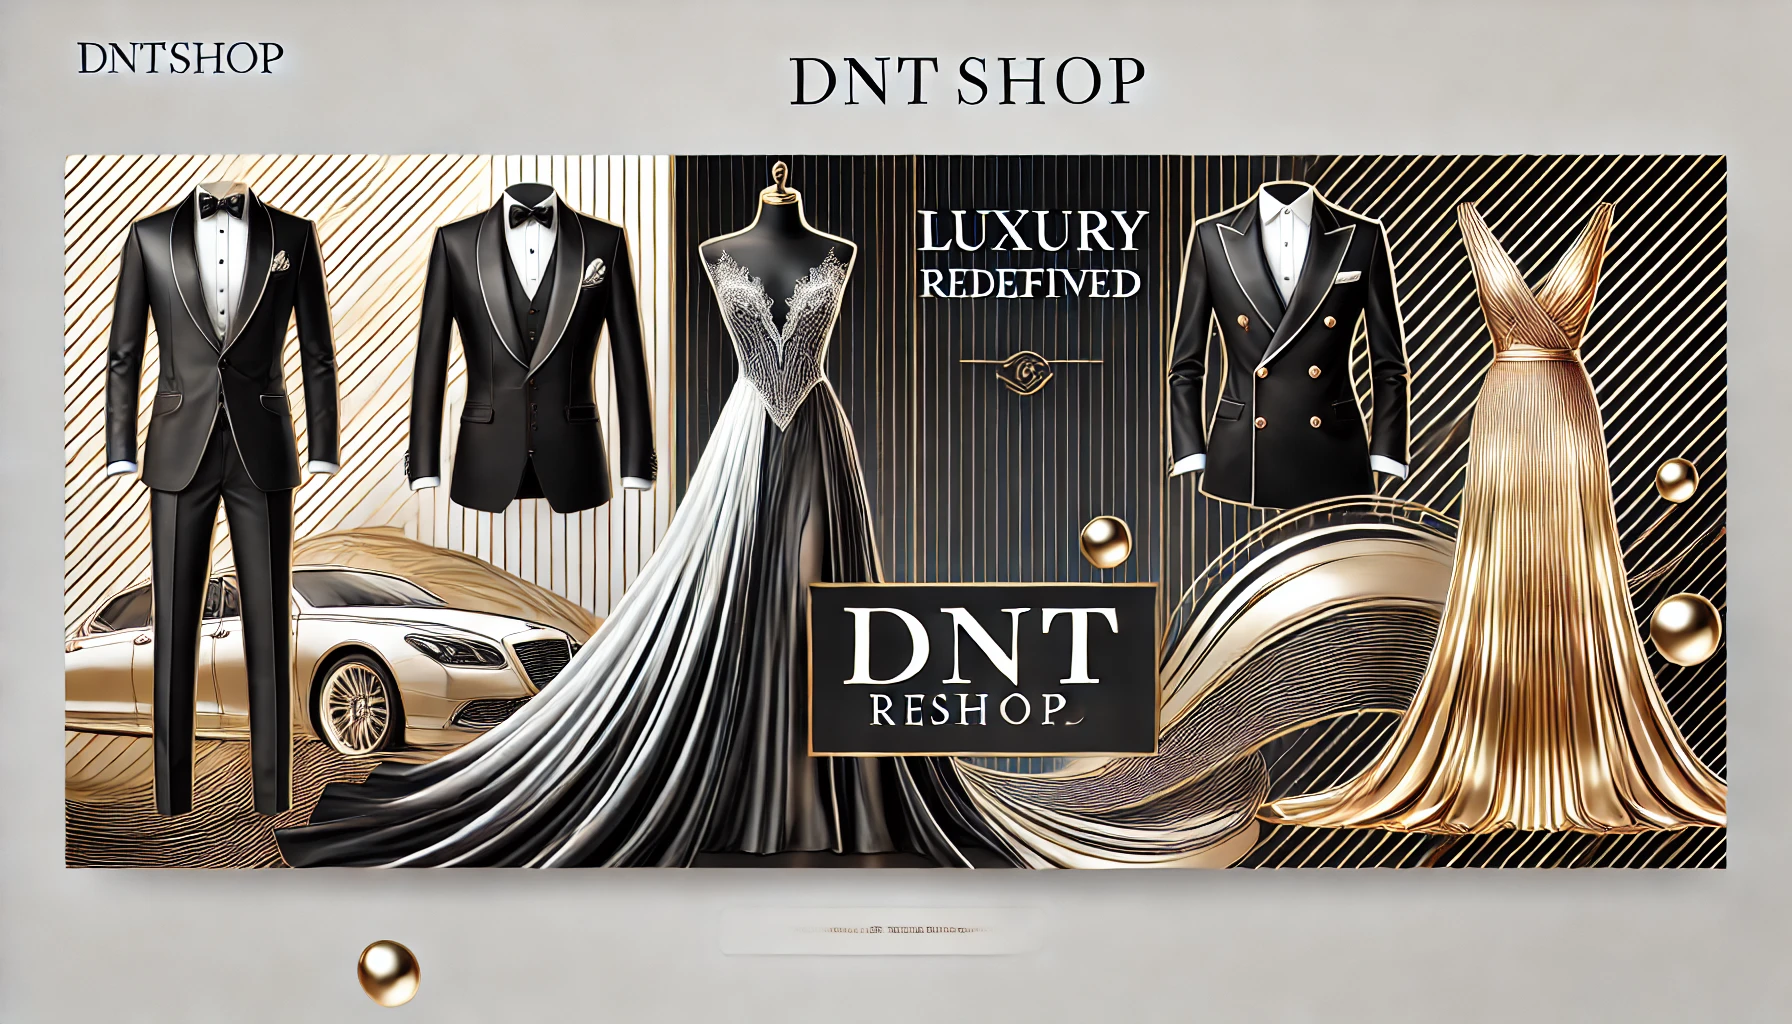 DNTSHOP
DNT SHOP
LUXURY
REDEFIVED
DNT
RESHOP